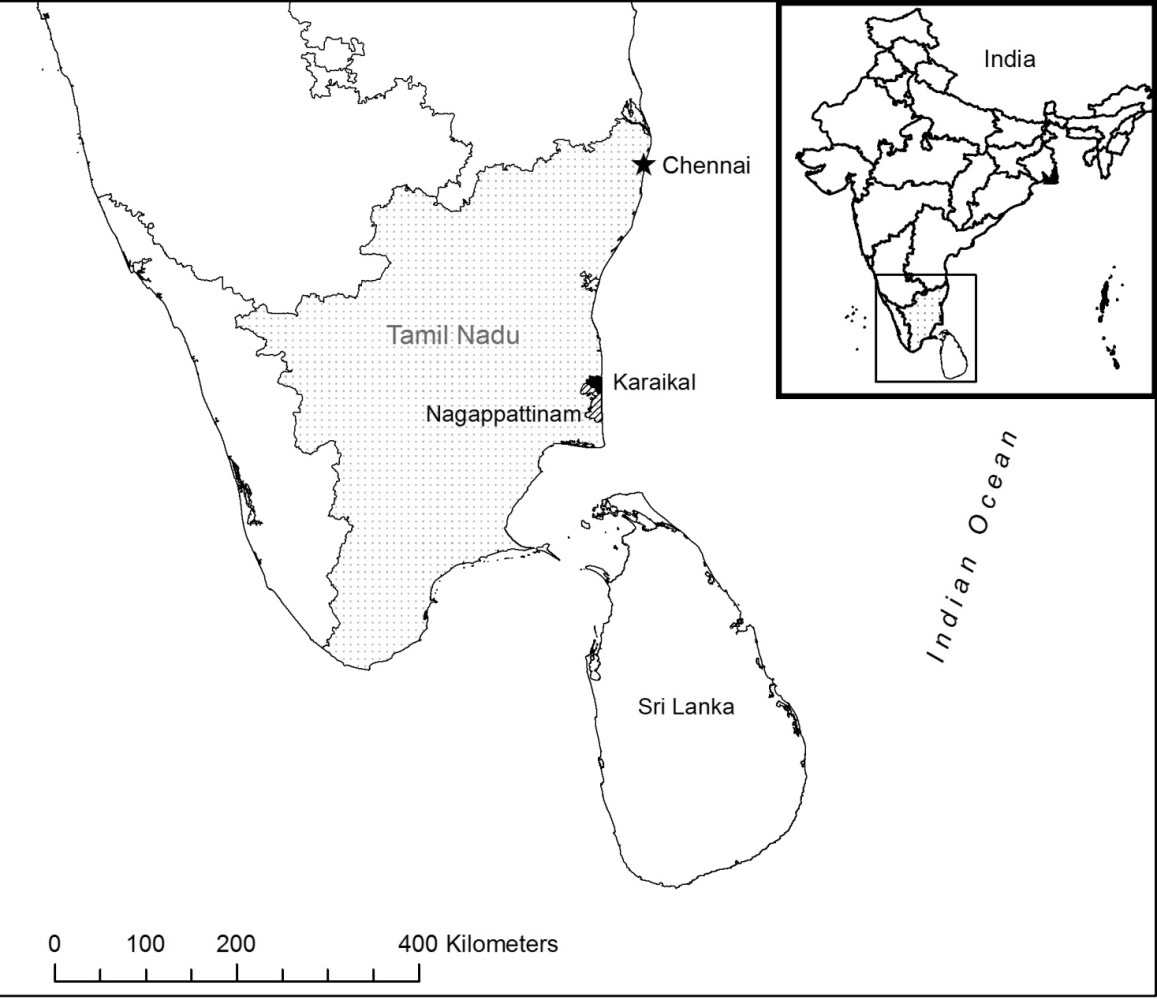 India
Chennai
Tamil Nadu
Karaikal
Nagappattinam
Indian Ocean
Sri Lanka
0 100 200 400 Kilometers